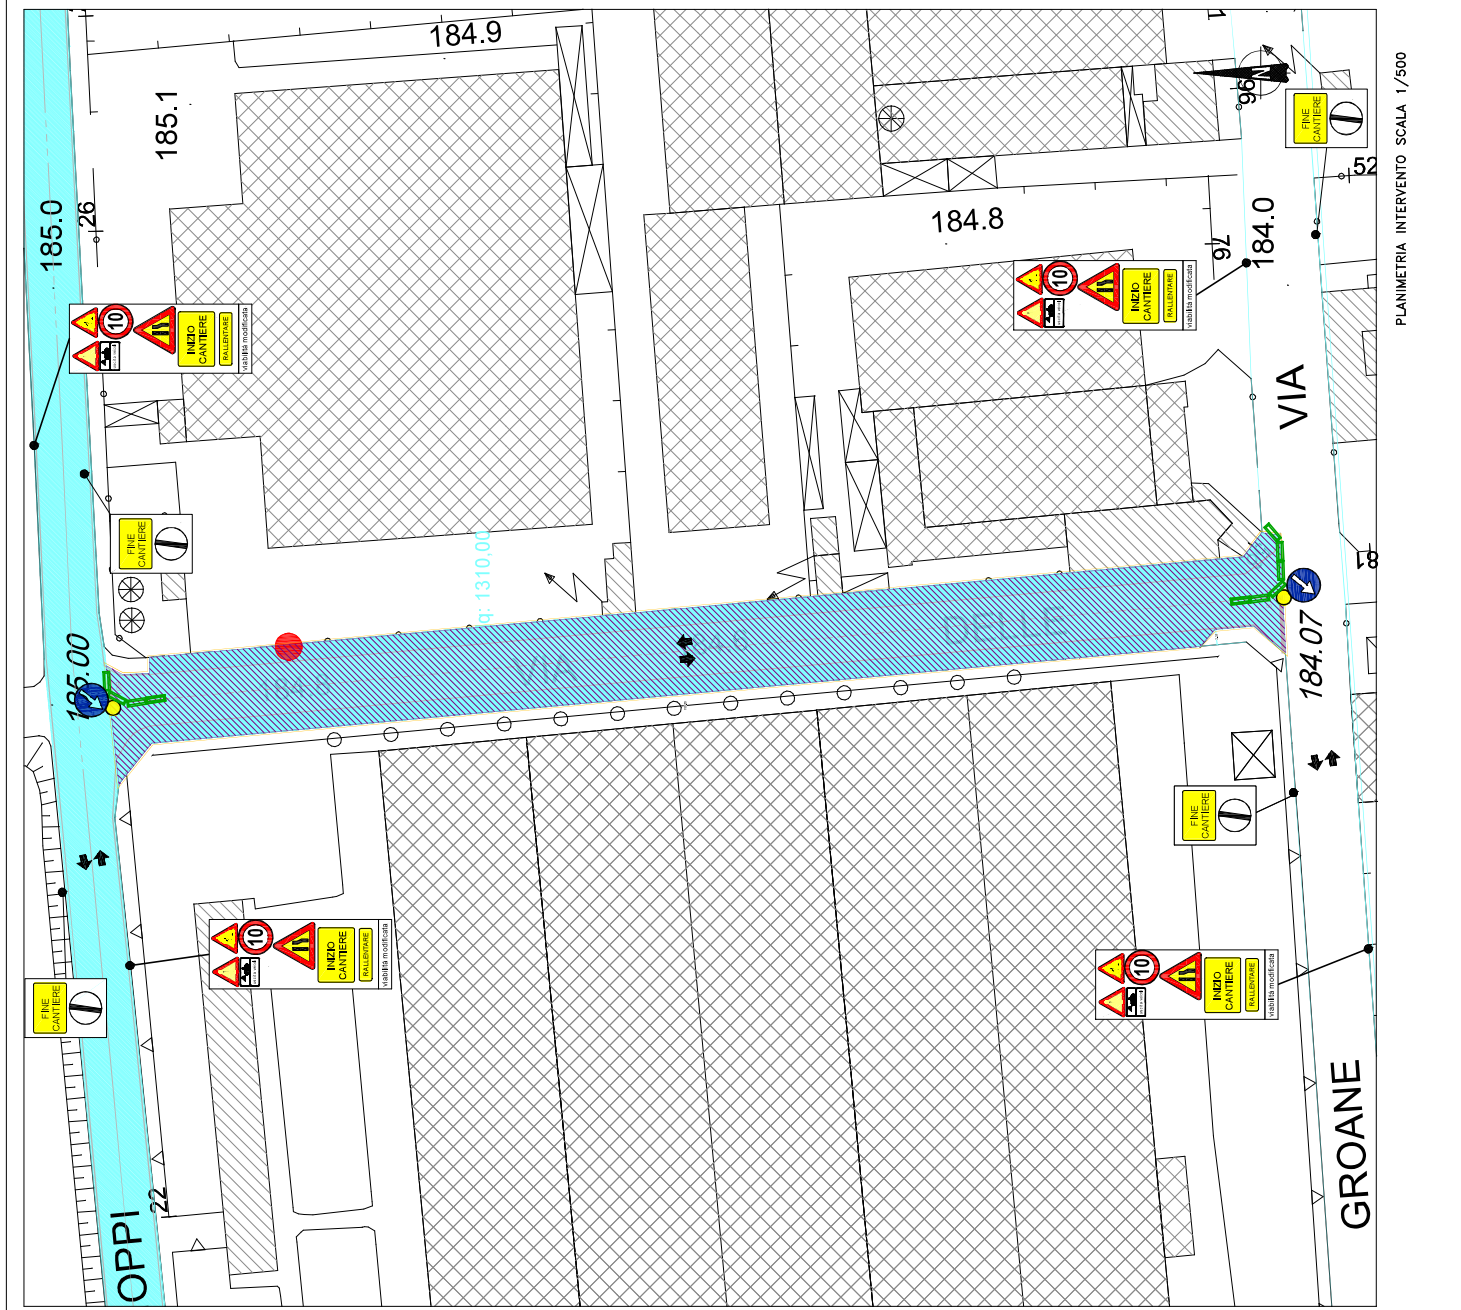 184.9
185.1
185.0
26
96
N
FINE
CANTIERE
52
184.8
97
184.0
10
INIZIO
CANTIERE
RALLENTARE
viabilità modificata
10
INIZIO
CANTIERE
RALLENTARE
viabilità modificata
VIA
FINE
CANTIERE
q: 1310,00
81
185.00
184.07
FINE
CANTIERE
10
INIZIO
CANTIERE
RALLENTARE
viabilità modificata
FINE
CANTIERE
10
INIZIO
CANTIERE
RALLENTARE
viabilità modificata
22
OPPI
GROANE
PLANIMETRIA INTERVENTO SCALA 1/500